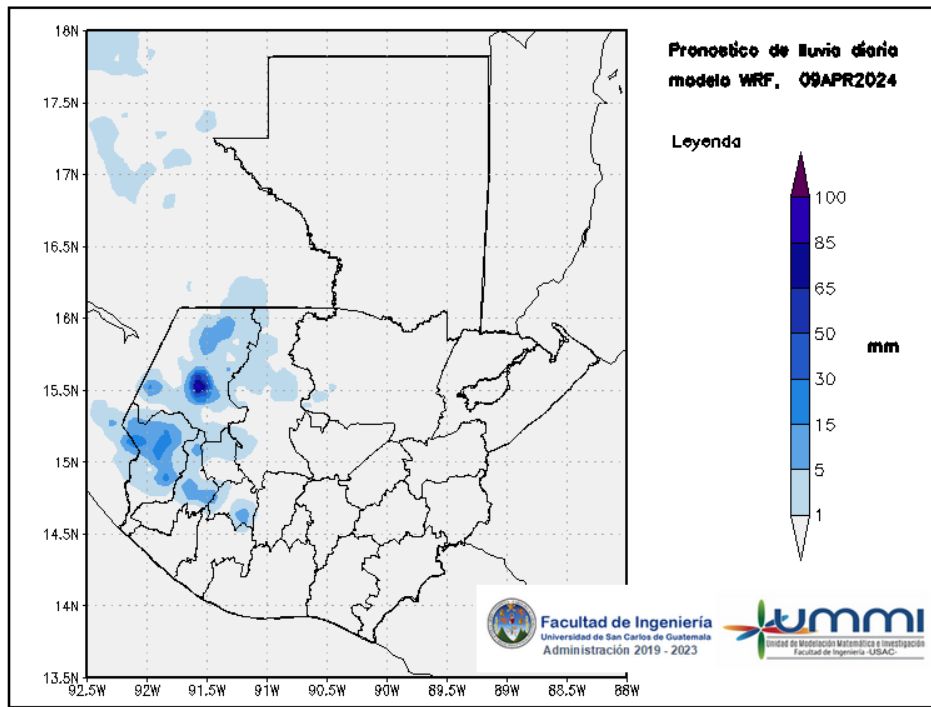 Pronostico de lluvia diaria
modelo WRF, 09APR2024
Leyenda
100
85
65
50
mm
30
15
5
1
18N
17.5N
17N
16.5N
16N
15.5N
15N
14.5N
14N
13.5N
92.5W 92W 91.5W 91W 90.5W 90W 89.5W 89W 88.5W 88W
Facultad de Ingeniería
Universidad de San Carlos de Guatemala
Administración 2019 - 2023
UMMI
Unidad de Modelación Matemática e Investigación
Facultad de Ingeniería -USAC-